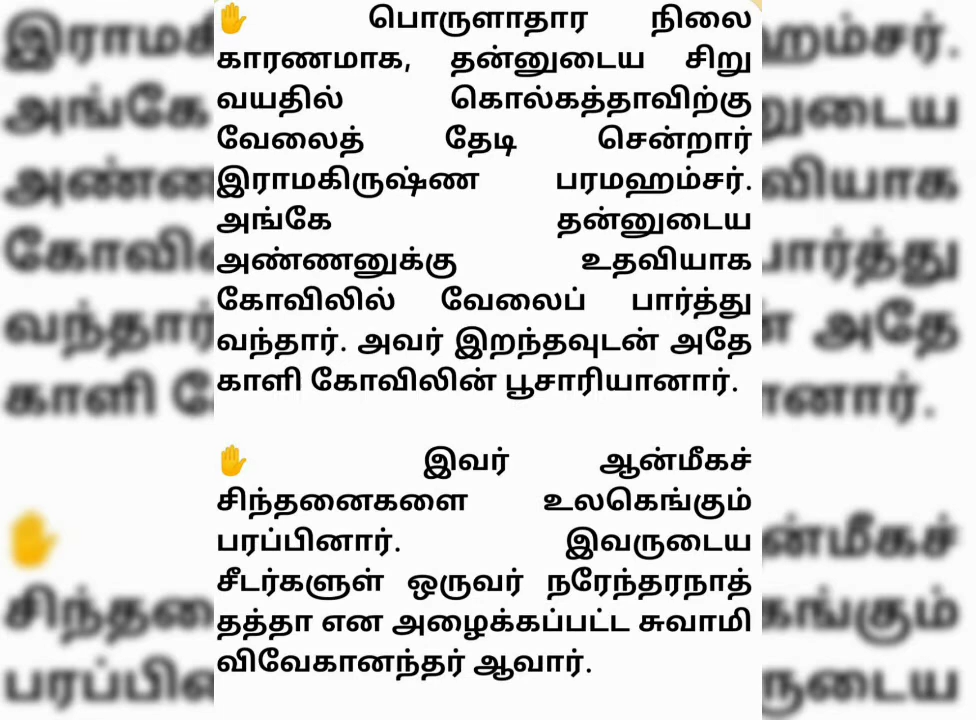 ✋ பொருளாதார நிலை
காரணமாக, தன்னுடைய சிறு
வயதில் கொல்கத்தாவிற்கு
வேலைத் தேடி சென்றார்
இராமகிருஷ்ண பரமஹம்சர்.
அங்கே தன்னுடைய
அண்ணனுக்கு உதவியாக
கோவிலில் வேலைப் பார்த்து
வந்தார். அவர் இறந்தவுடன் அதே
காளி கோவிலின் பூசாரியானார்.
✋ இவர் ஆன்மீகச்
சிந்தனைகளை உலகெங்கும்
பரப்பினார். இவருடைய
சீடர்களுள் ஒருவர் நரேந்தரநாத்
தத்தா என அழைக்கப்பட்ட சுவாமி
விவேகானந்தர் ஆவார்.